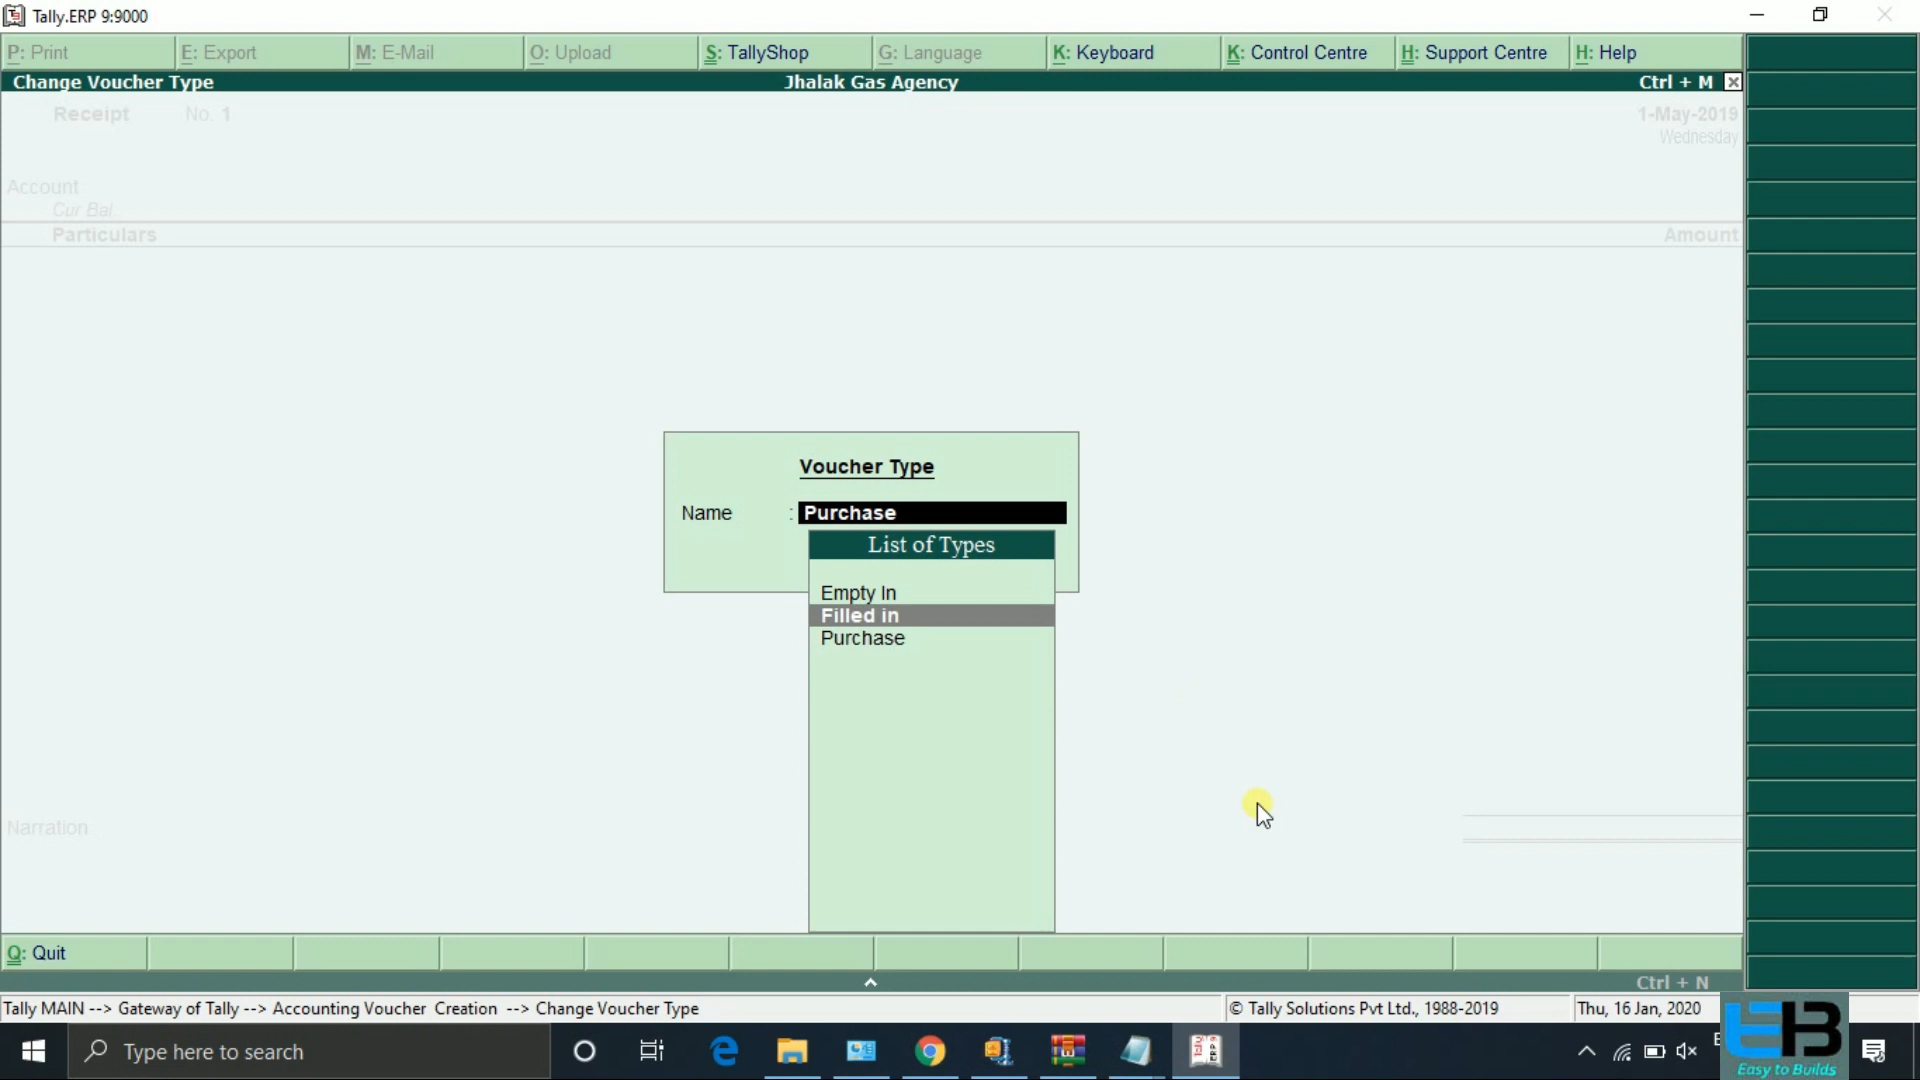 Tally.ERP 9:9000
P: Print E: Export M: E-Mail O: Upload S: TallyShop G: Language K: Keyboard K: Control Centre H: Support Centre H: Help
Change Voucher Type Jhalak Gas Agency Ctrl + M
Receipt No. 1 1-May-2019
Wednesday
Account
Cur Bal:
Particulars Amount
Voucher Type
Name : Purchase
List of Types
Empty In
Filled in
Purchase
Narration
Q: Quit
Ctrl + N
Tally MAIN --> Gateway of Tally --> Accounting Voucher Creation --> Change Voucher Type © Tally Solutions Pvt Ltd., 1988-2019 Thu, 16 Jan, 2020
Type here to search
EB
Easy to Builds